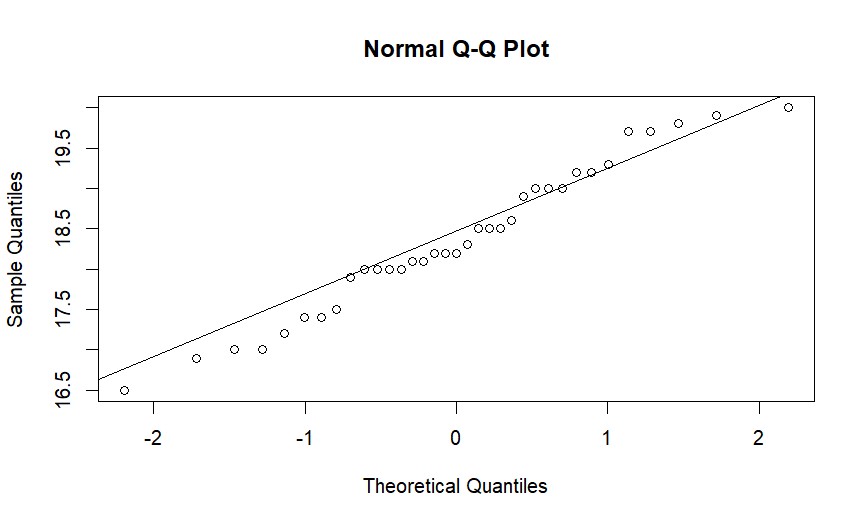 Normal Q-Q Plot
Sample Quantiles
19.5
18.5
17.5
16.5
-2 -1 0 1 2
Theoretical Quantiles